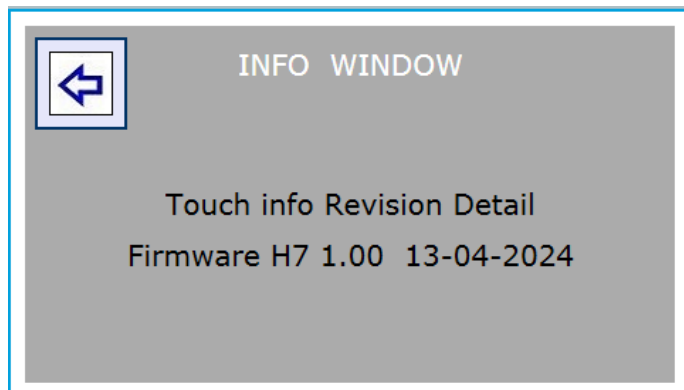 INFO WINDOW
Touch info Revision Detail
Firmware H7 1.00 13-04-2024